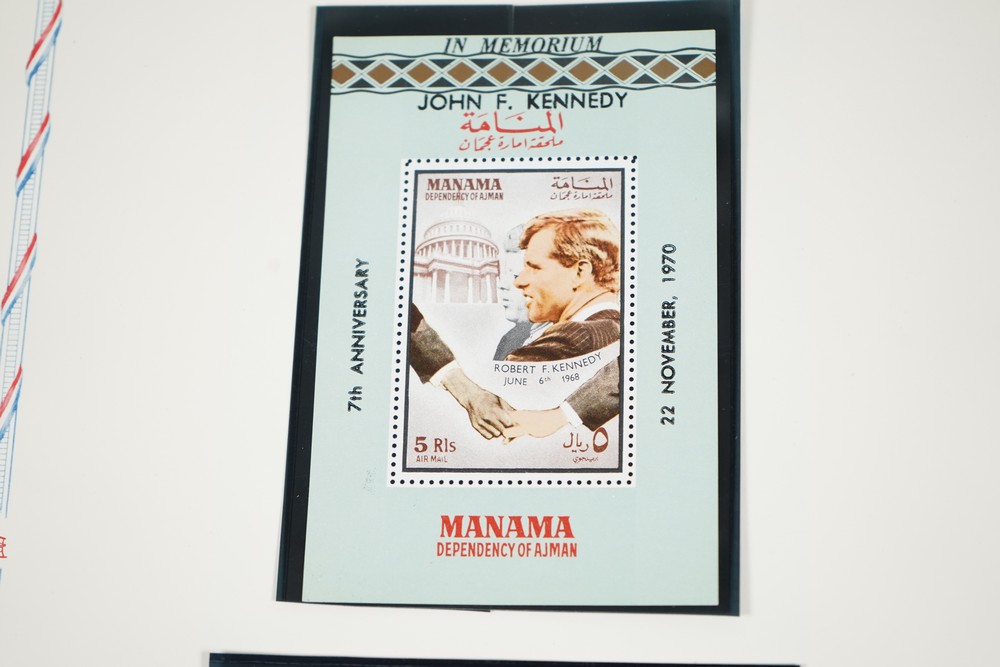 IN MEMORIUM
JOHN F. KENNEDY
المنامة
ملحقة امارة عجمان
MANAMA
DEPENDENCY OF AJMAN
المنامة
ملحقة امارة عجمان
7th ANNIVERSARY
22 NOVEMBER, 1970
ROBERT F. KENNEDY
JUNE 6th 1968
5 Rls
AIR MAIL
٥ ريال
MANAMA
DEPENDENCY OF AJMAN